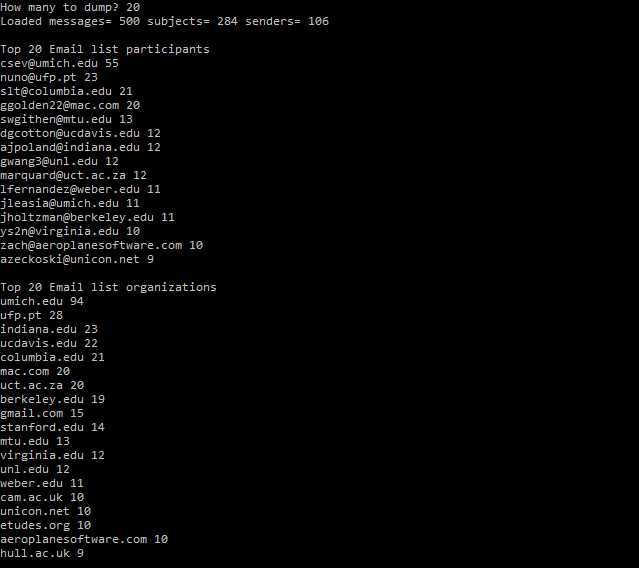 How many to dump? 20
Loaded messages= 500 subjects= 284 senders= 106
Top 20 Email list participants
csev@umich.edu 55
nuno@ufp.pt 23
slt@columbia.edu 21
ggolden22@mac.com 20
swgithen@mtu.edu 13
dgcotton@ucdavis.edu 12
ajpoland@indiana.edu 12
gwang3@unl.edu 12
marquard@uct.ac.za 12
lfernandez@weber.edu 11
jleasia@umich.edu 11
jholtzman@berkeley.edu 11
ys2n@virginia.edu 10
zach@aeroplanesoftware.com 10
azeckoski@unicon.net 9
Top 20 Email list organizations
umich.edu 94
ufp.pt 28
indiana.edu 23
ucdavis.edu 22
columbia.edu 21
mac.com 20
uct.ac.za 20
berkeley.edu 19
gmail.com 15
stanford.edu 14
mtu.edu 13
virginia.edu 12
unl.edu 12
weber.edu 11
cam.ac.uk 10
unicon.net 10
etudes.org 10
aeroplanesoftware.com 10
hull.ac.uk 9